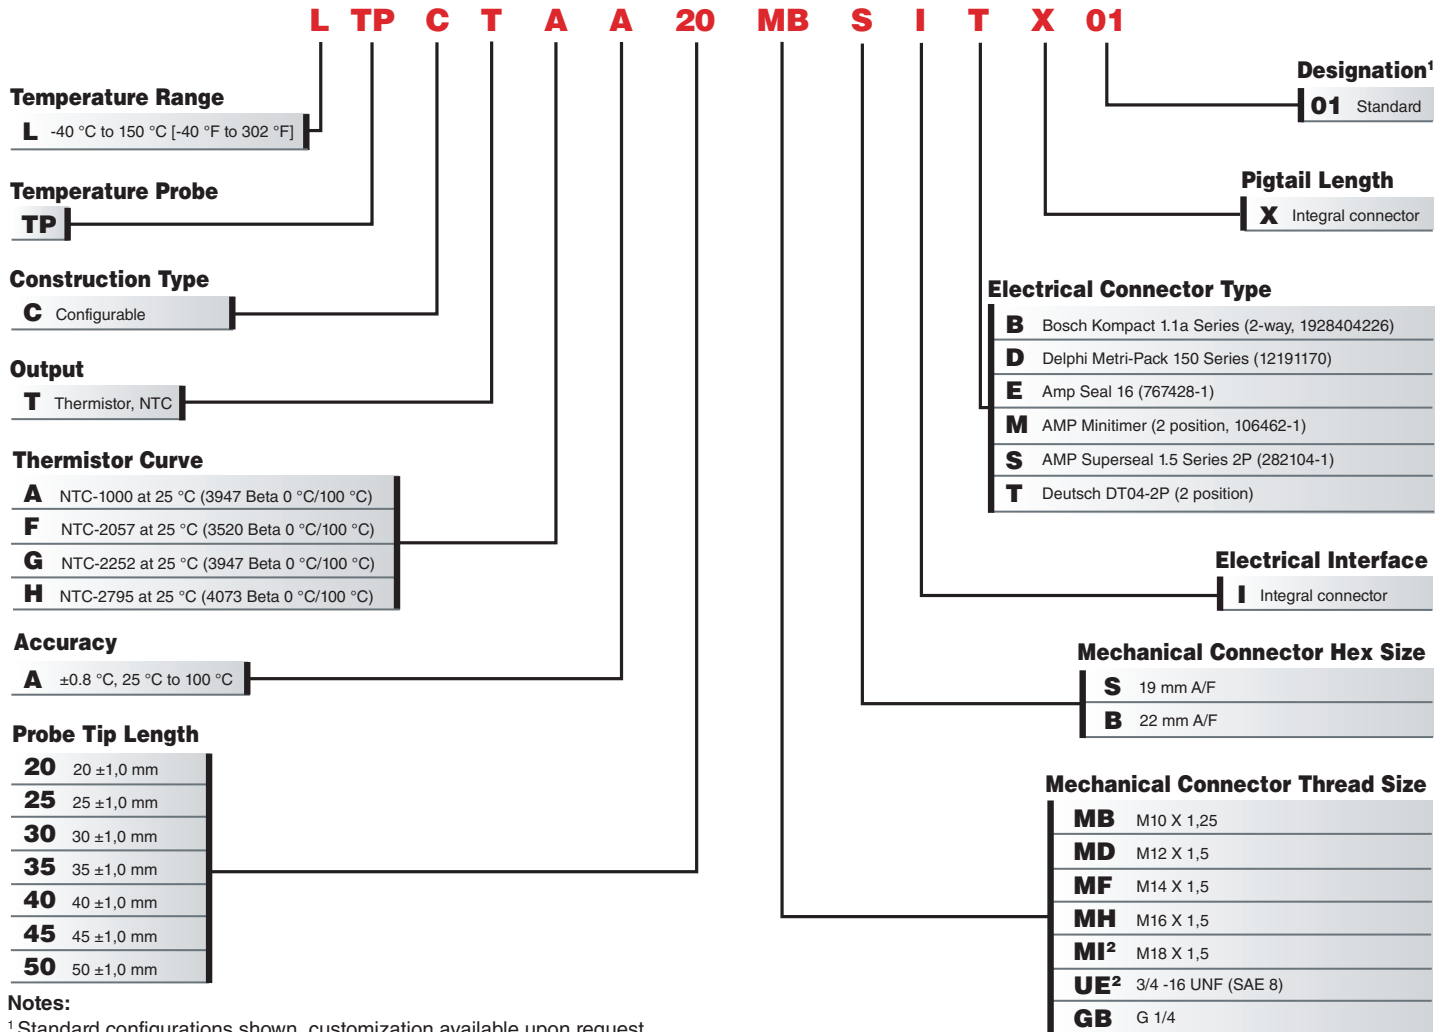 L TP C T A A 20 MB S I T X 01
Temperature Range
L -40 °C to 150 °C [-40 °F to 302 °F]
Temperature Probe
TP
Construction Type
C Configurable
Output
T Thermistor, NTC
Thermistor Curve
A NTC-1000 at 25 °C (3947 Beta 0 °C/100 °C)
F NTC-2057 at 25 °C (3520 Beta 0 °C/100 °C)
G NTC-2252 at 25 °C (3947 Beta 0 °C/100 °C)
H NTC-2795 at 25 °C (4073 Beta 0 °C/100 °C)
Accuracy
A ±0.8 °C, 25 °C to 100 °C
Probe Tip Length
20 20 ±1,0 mm
25 25 ±1,0 mm
30 30 ±1,0 mm
35 35 ±1,0 mm
40 40 ±1,0 mm
45 45 ±1,0 mm
50 50 ±1,0 mm
Notes:
¹ Standard configurations shown, customization available upon request
Designation¹
01 Standard
Pigtail Length
X Integral connector
Electrical Connector Type
B Bosch Kompact 1.1a Series (2-way, 1928404226)
D Delphi Metri-Pack 150 Series (12191170)
E Amp Seal 16 (767428-1)
M AMP Minitimer (2 position, 106462-1)
S AMP Superseal 1.5 Series 2P (282104-1)
T Deutsch DT04-2P (2 position)
Electrical Interface
I Integral connector
Mechanical Connector Hex Size
S 19 mm A/F
B 22 mm A/F
Mechanical Connector Thread Size
MB M10 X 1,25
MD M12 X 1,5
MF M14 X 1,5
MH M16 X 1,5
MI² M18 X 1,5
UE² 3/4 -16 UNF (SAE 8)
GB G 1/4